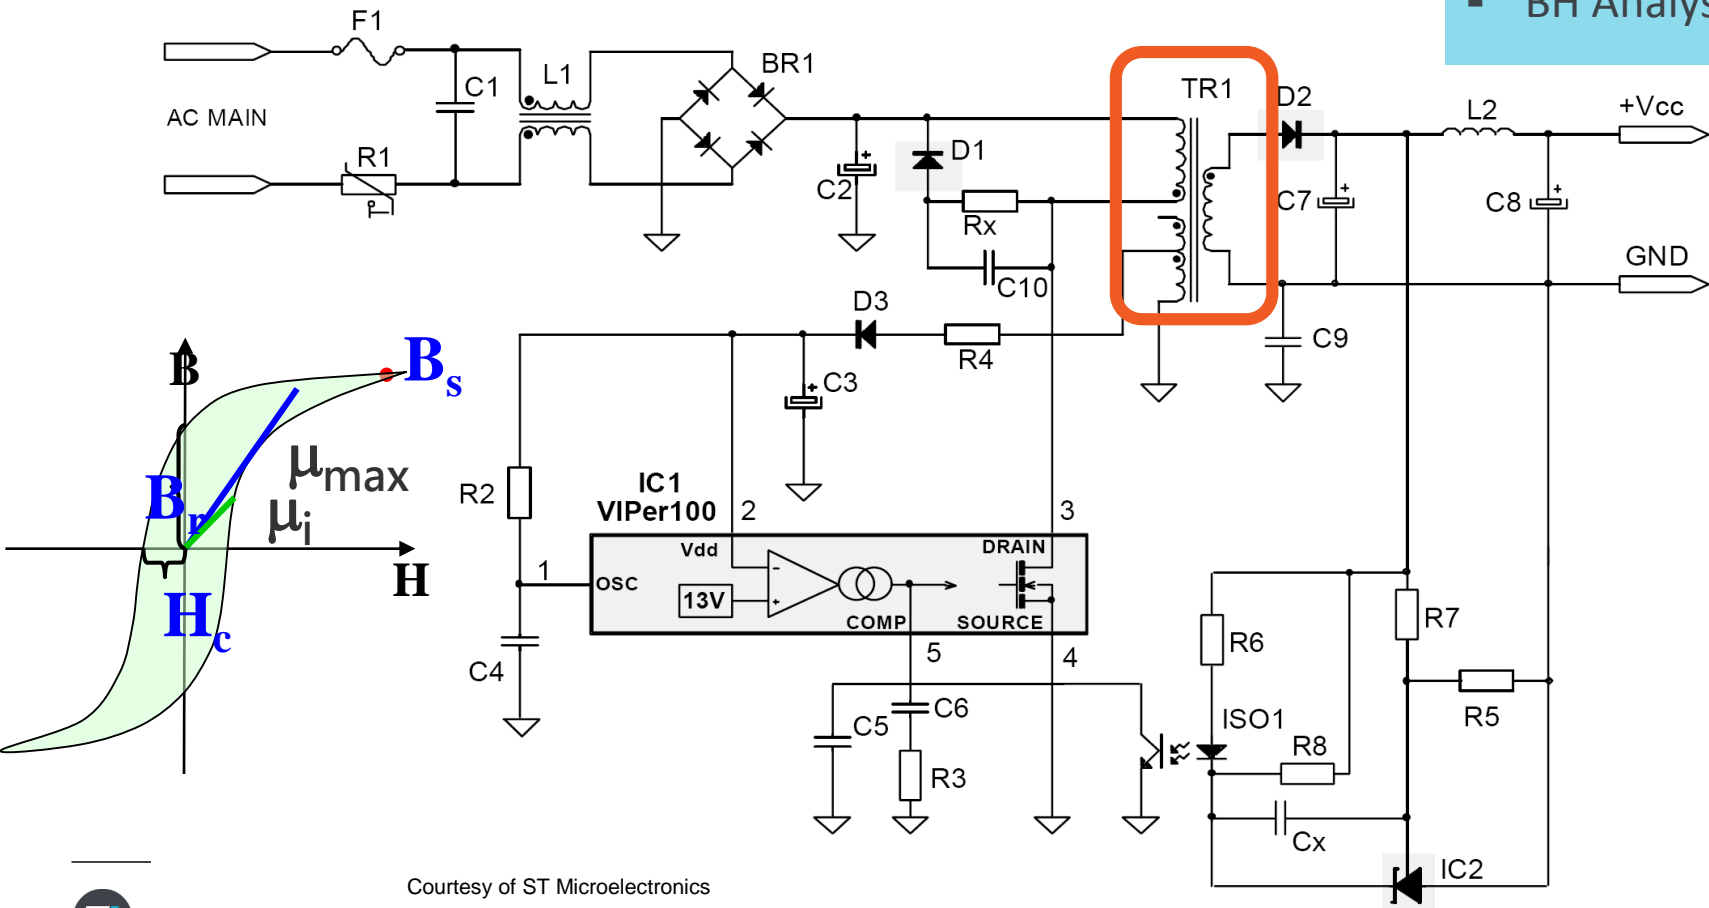 BH Analys
F1
C1
L1
BR1
TR1
D2
L2
+Vcc
AC MAIN
R1
T°
C2
D1
Rx
C10
C7
C8
GND
D3
R4
C9
C3
B
Bs
μmax
Br
μi
H
Hc
R2
IC1
VIPer100
2
3
1
Vdd
DRAIN
OSC
13V
COMP
SOURCE
5
4
C4
C5
C6
R3
ISO1
R6
R7
R5
R8
Cx
IC2
Courtesy of ST Microelectronics